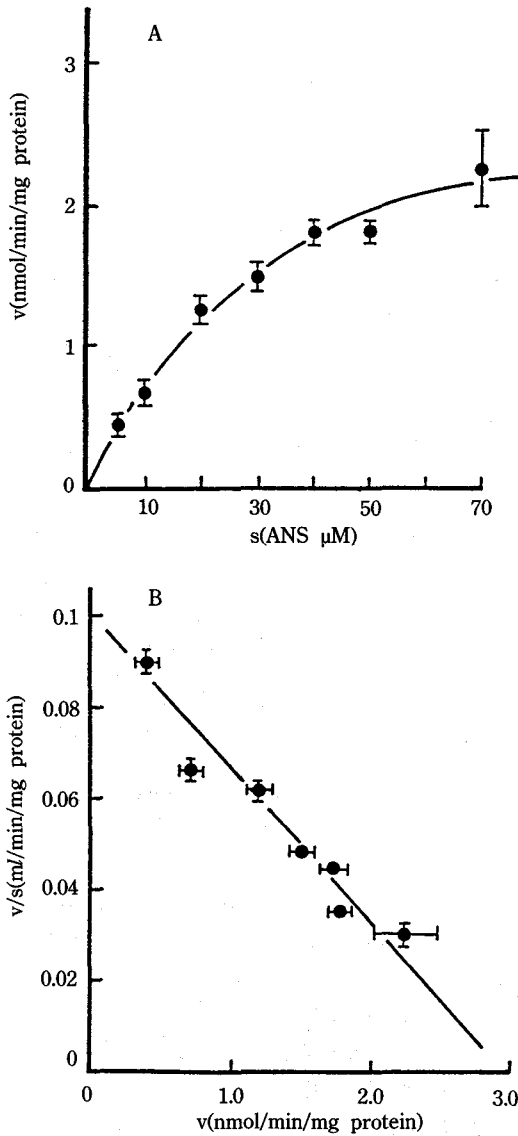 A
v(nmol/min/mg protein)
3
2
1
0
10 30 50 70
s(ANS μM)
B
v/s(ml/min/mg protein)
0.1
0.08
0.06
0.04
0.02
0
0 1.0 2.0 3.0
v(nmol/min/mg protein)